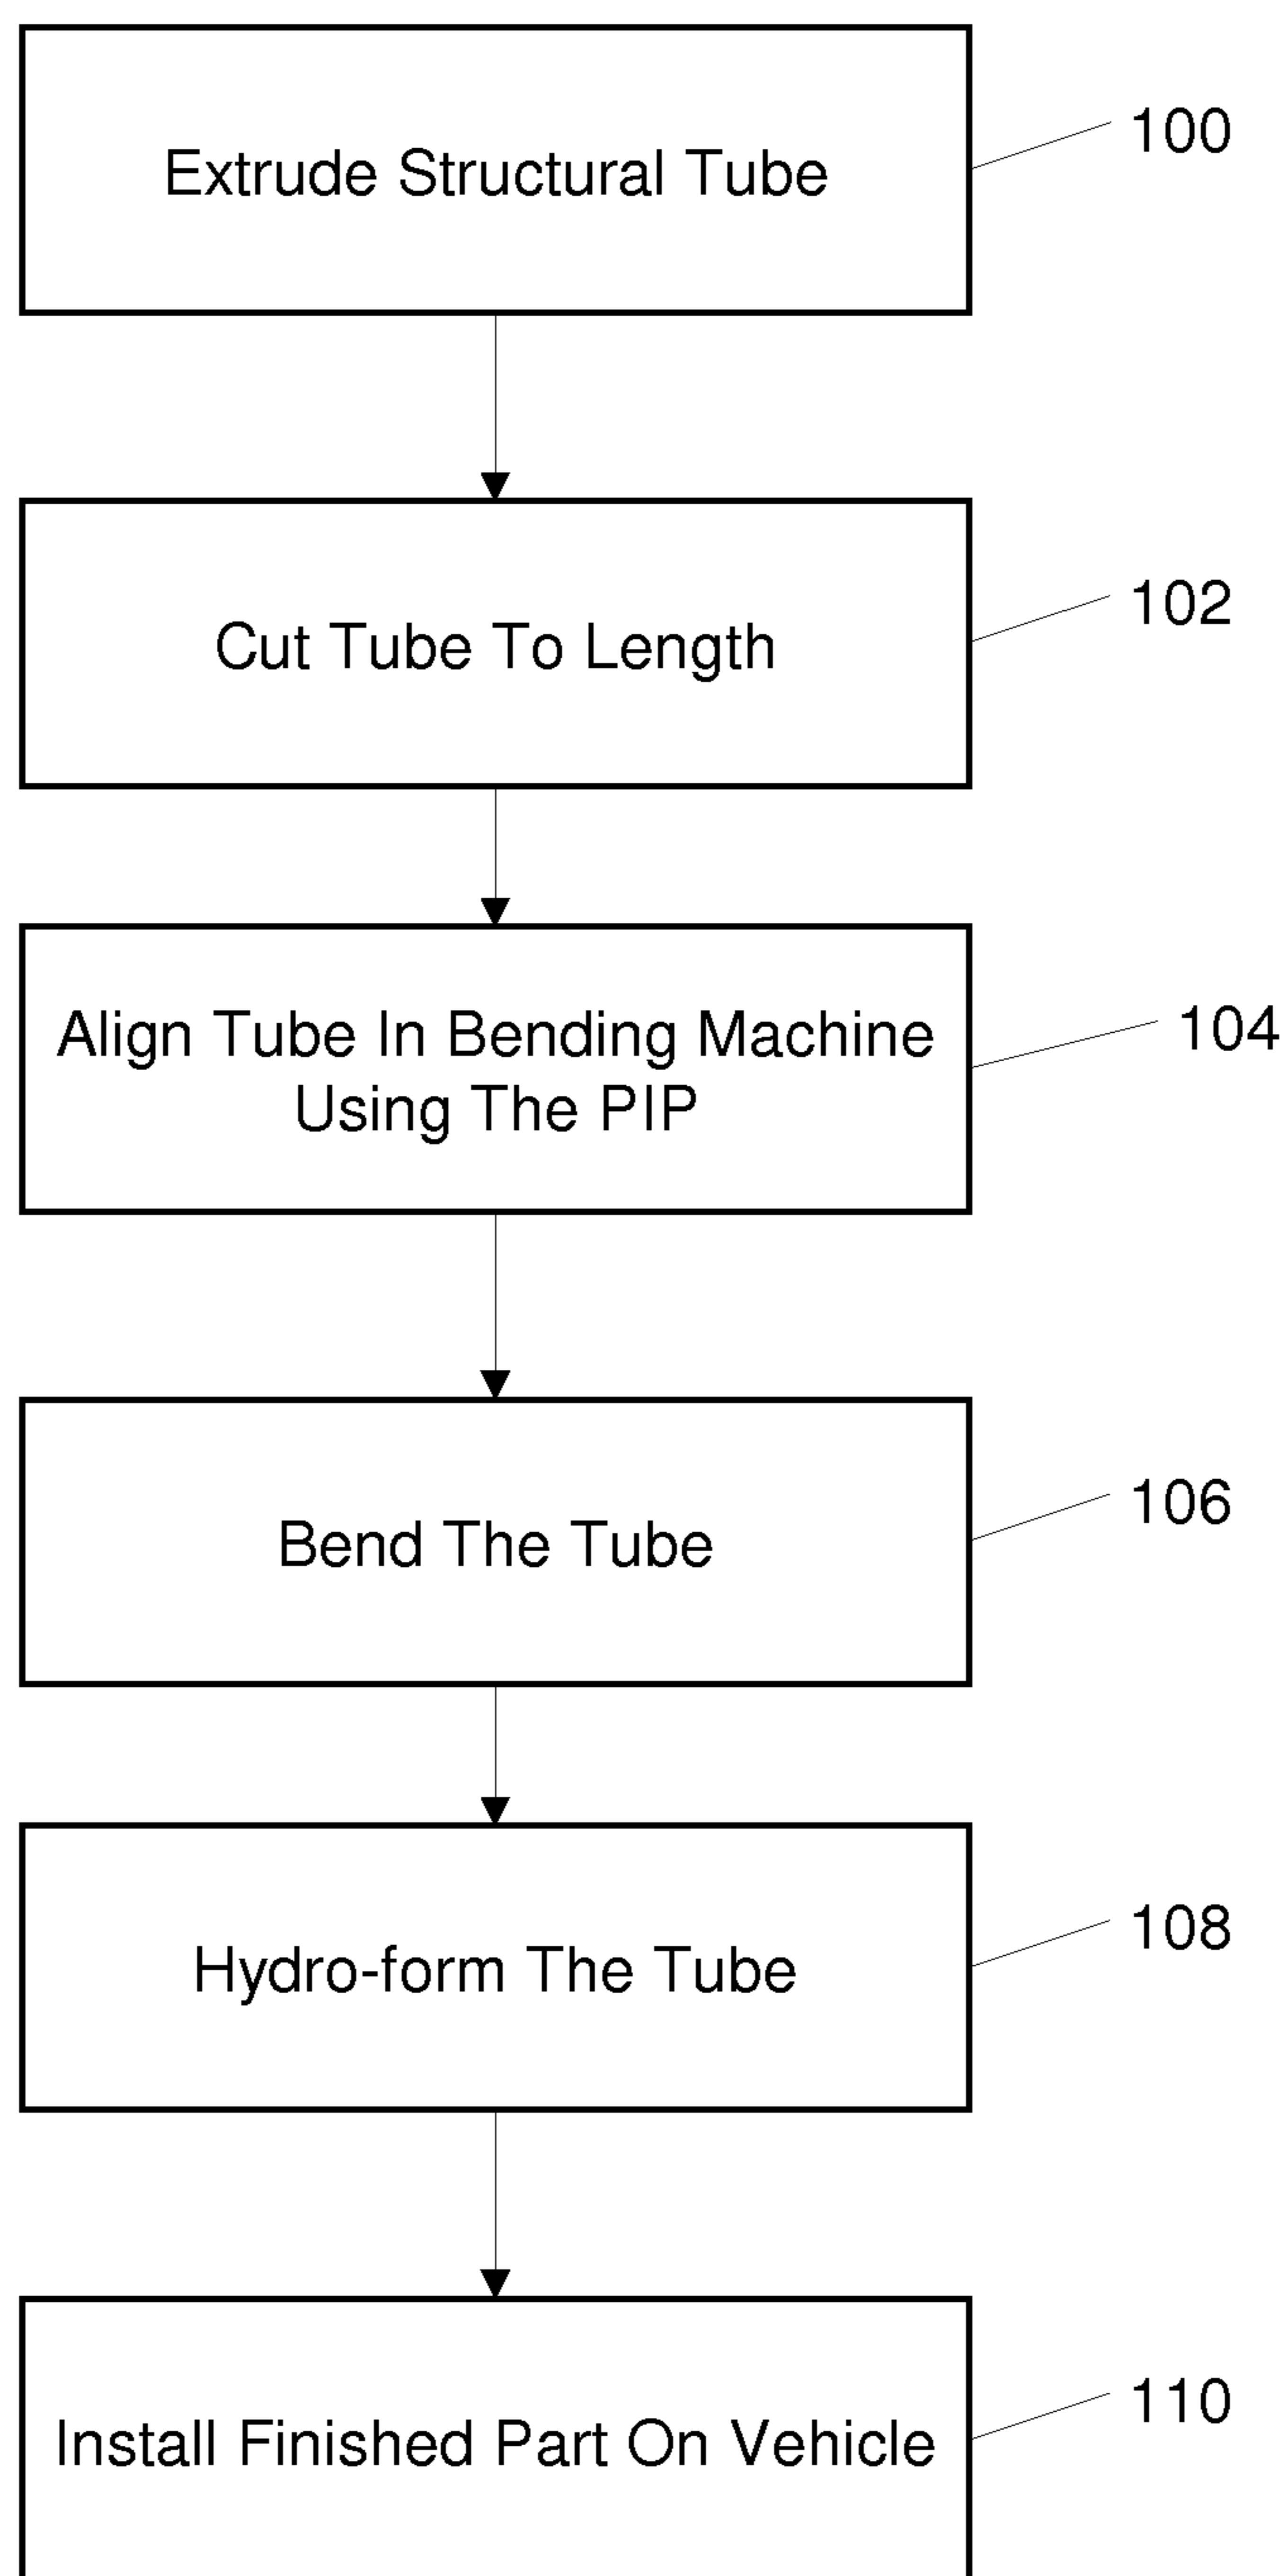 Extrude Structural Tube
100
Cut Tube To Length
102
Align Tube In Bending Machine
Using The PIP
104
Bend The Tube
106
Hydro-form The Tube
108
Install Finished Part On Vehicle
110